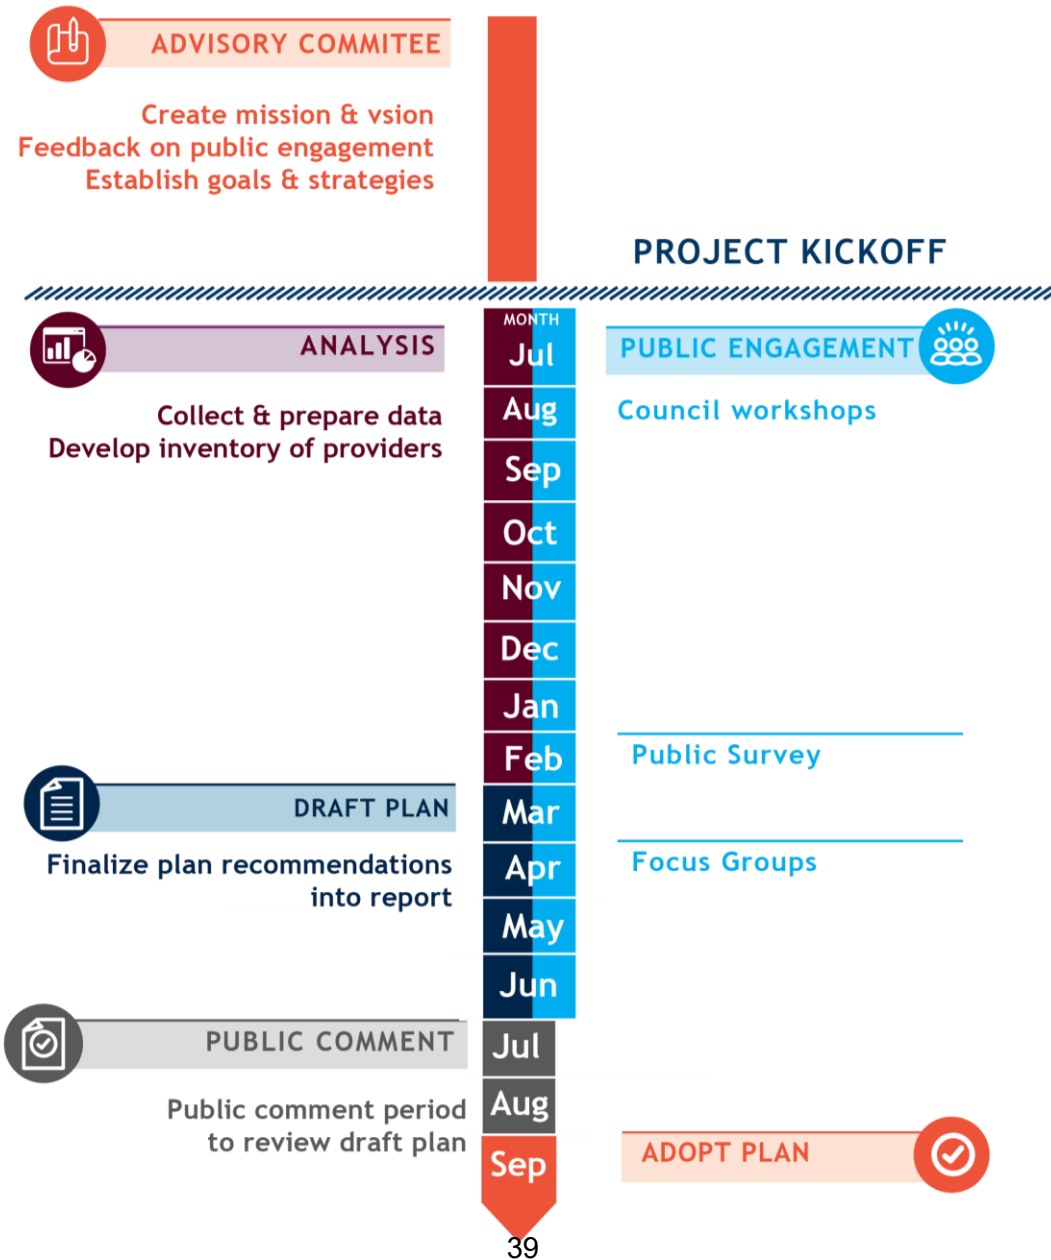 ADVISORY COMMITEE
Create mission & vsion
Feedback on public engagement
Establish goals & strategies
PROJECT KICKOFF
ANALYSIS
Collect & prepare data
Develop inventory of providers
MONTH
Jul
Aug
Sep
Oct
Nov
Dec
Jan
Feb
Mar
Apr
May
Jun
Jul
Aug
Sep
PUBLIC ENGAGEMENT
Council workshops
Public Survey
Focus Groups
DRAFT PLAN
Finalize plan recommendations
into report
PUBLIC COMMENT
Public comment period
to review draft plan
ADOPT PLAN
39